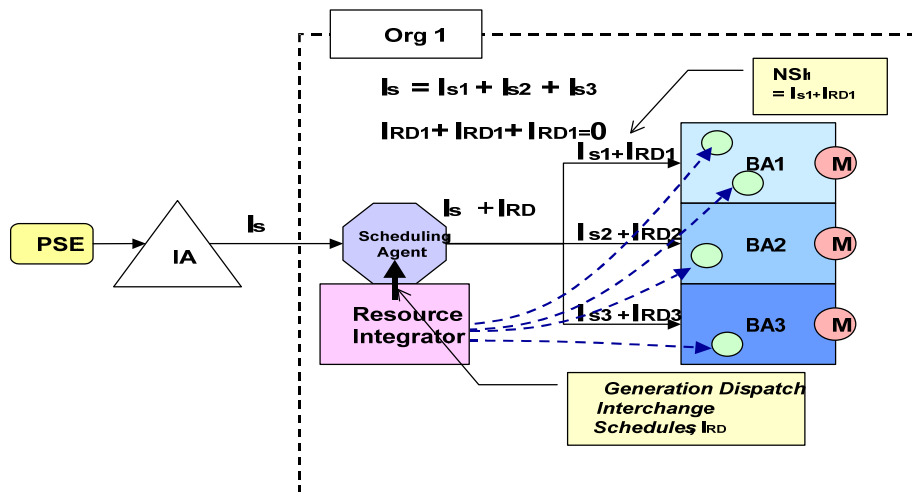 Org 1
Is = Is1 + Is2 + Is3
IRD1+ IRD1+ IRD1=0
NSI1
= Is1+IRD1
Is1+IRD1
BA1
M
Is + IRD
Is
PSE
IA
Scheduling
Agent
Is2 +IRD2
BA2
M
Resource
Integrator
Is3 +IRD3
BA3
M
Generation Dispatch
Interchange
Schedules, IRD